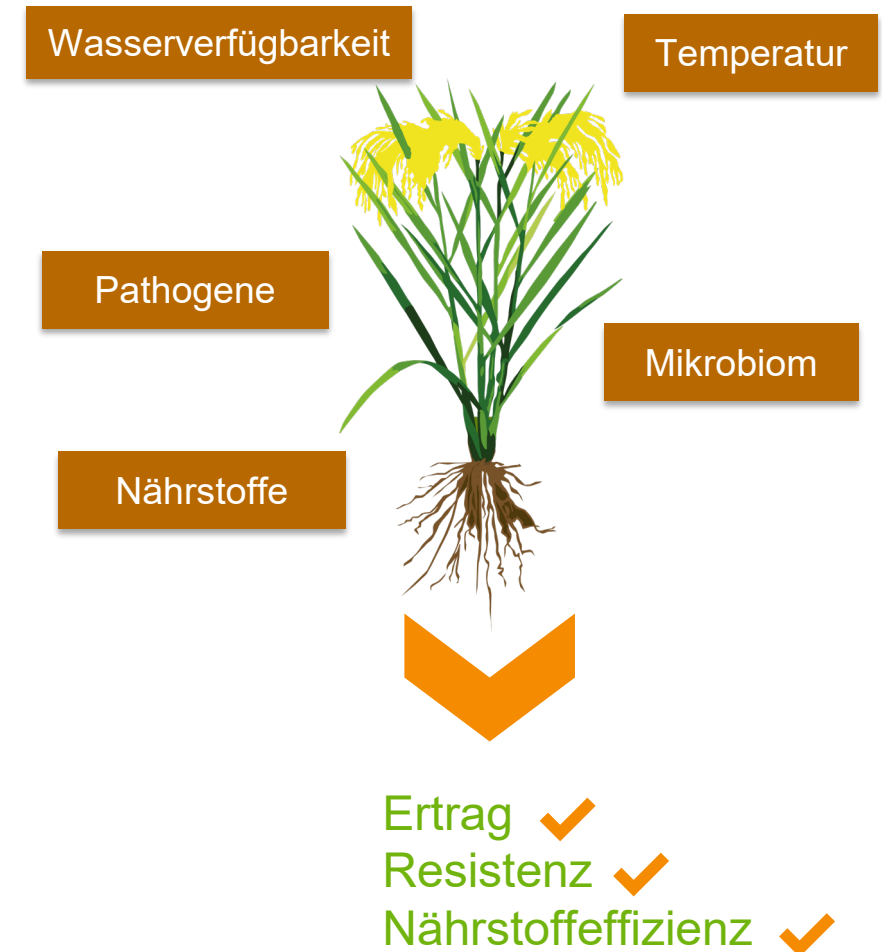 Wasserverfügbarkeit
Temperatur
Pathogene
Mikrobiom
Nährstoffe
Ertrag
Resistenz
Nährstoffeffizienz